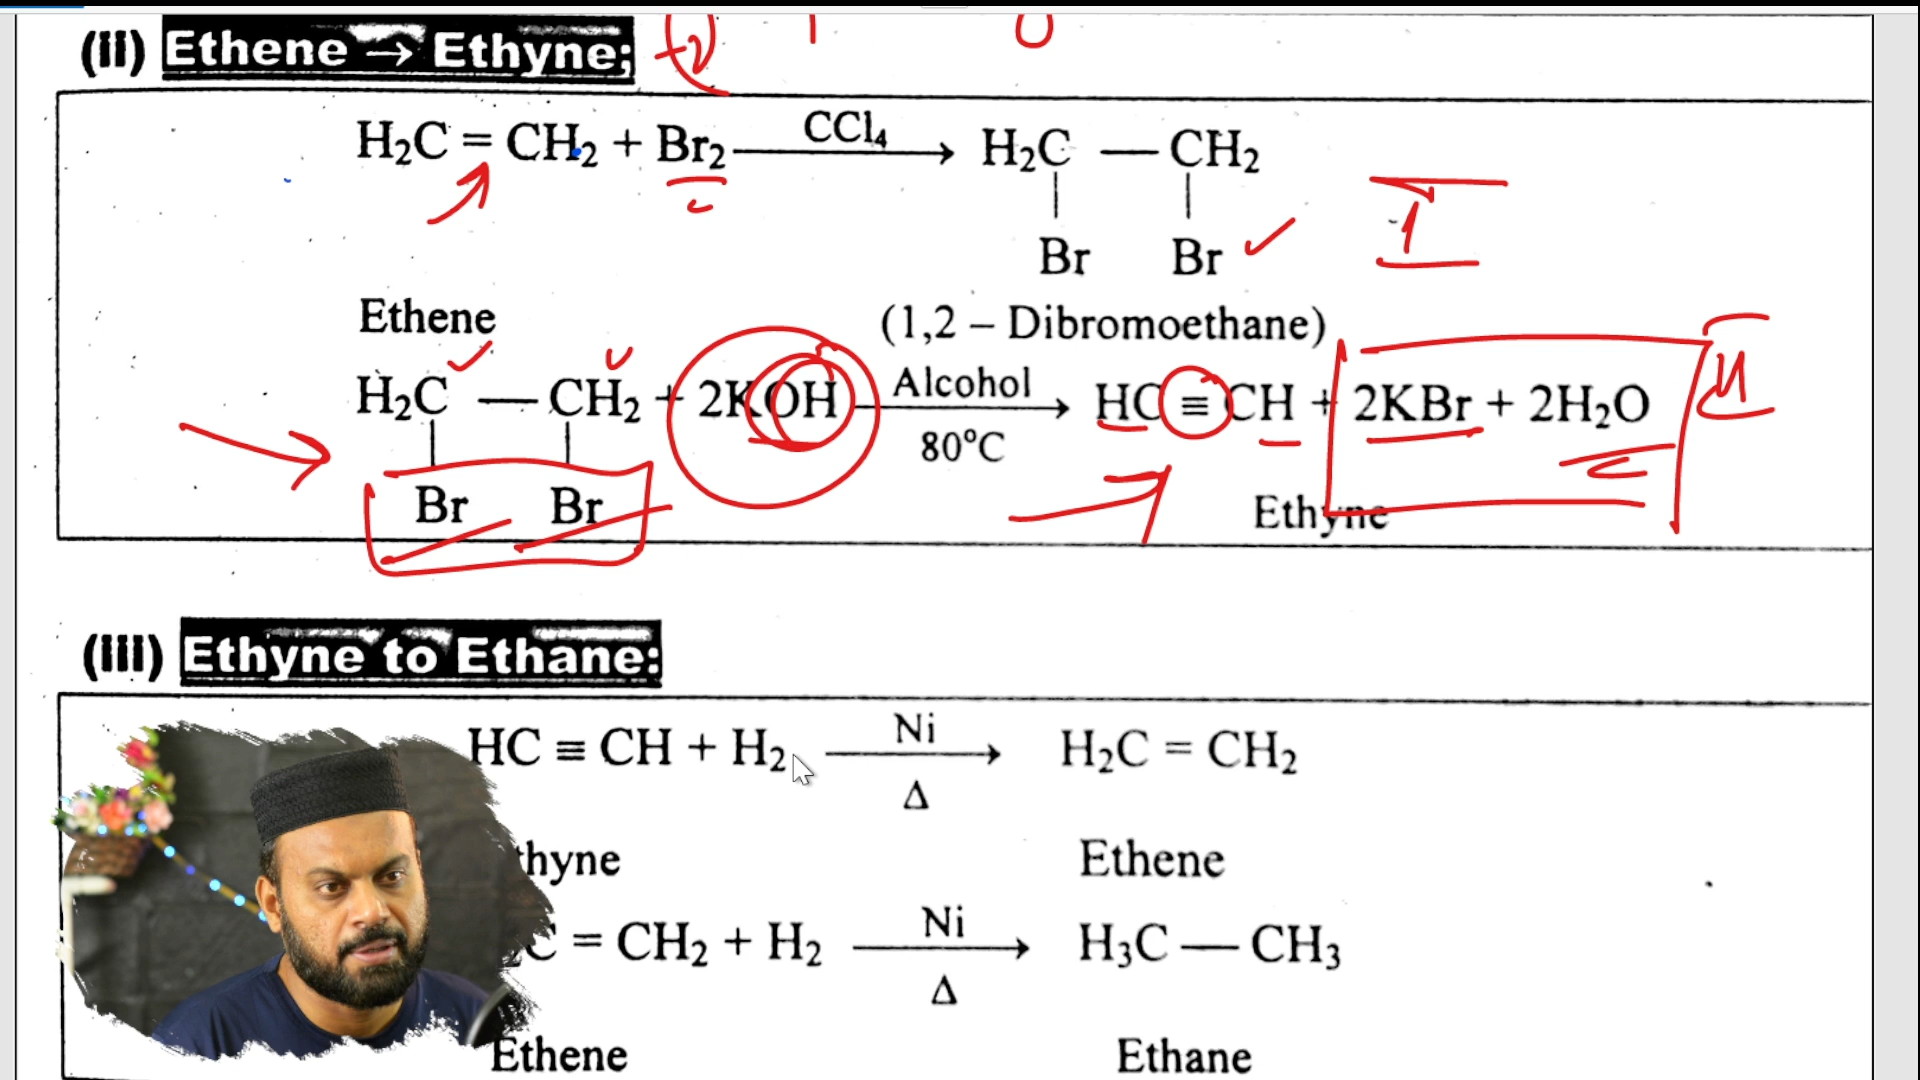 (ii) Ethene → Ethyne;
H₂C = CH₂ + Br₂ CCl₄ → H₂C — CH₂
Br Br
Ethene (1,2 – Dibromoethane)
H₂C — CH₂ + 2KOH Alcohol → HC ≡ CH + 2KBr + 2H₂O
80°C
Br Br Ethyne
(iii) Ethyne to Ethane:
HC ≡ CH + H₂ Ni → H₂C = CH₂
Δ
thyne Ethene
C = CH₂ + H₂ Ni → H₃C — CH₃
Δ
Ethene Ethane